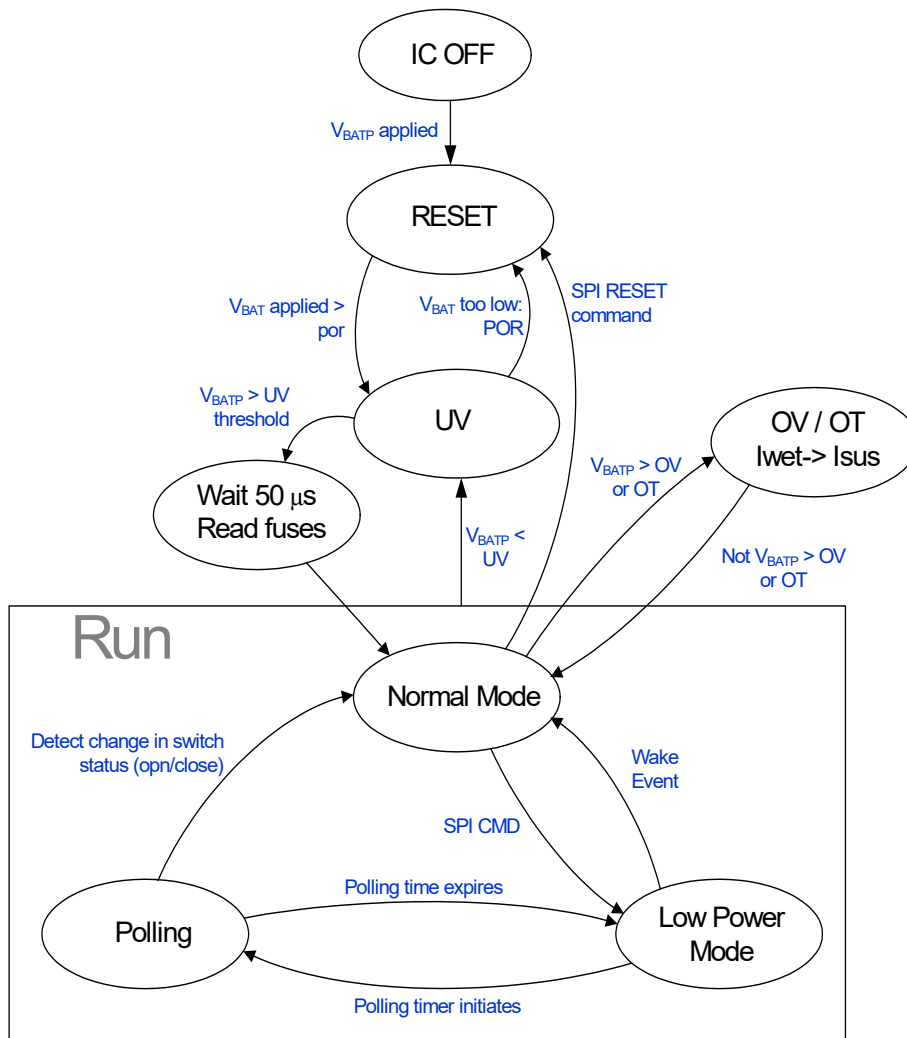 IC OFF
VBATP applied
RESET
VBAT applied >
por
VBAT too low:
POR
SPI RESET
command
VBATP > UV
threshold
UV
OV / OT
Iwet-> Isus
VBATP > OV
or OT
Wait 50 μs
Read fuses
VBATP <
UV
Not VBATP > OV
or OT
Run
Normal Mode
Detect change in switch
status (opn/close)
Wake
Event
SPI CMD
Polling time expires
Polling
Low Power
Mode
Polling timer initiates